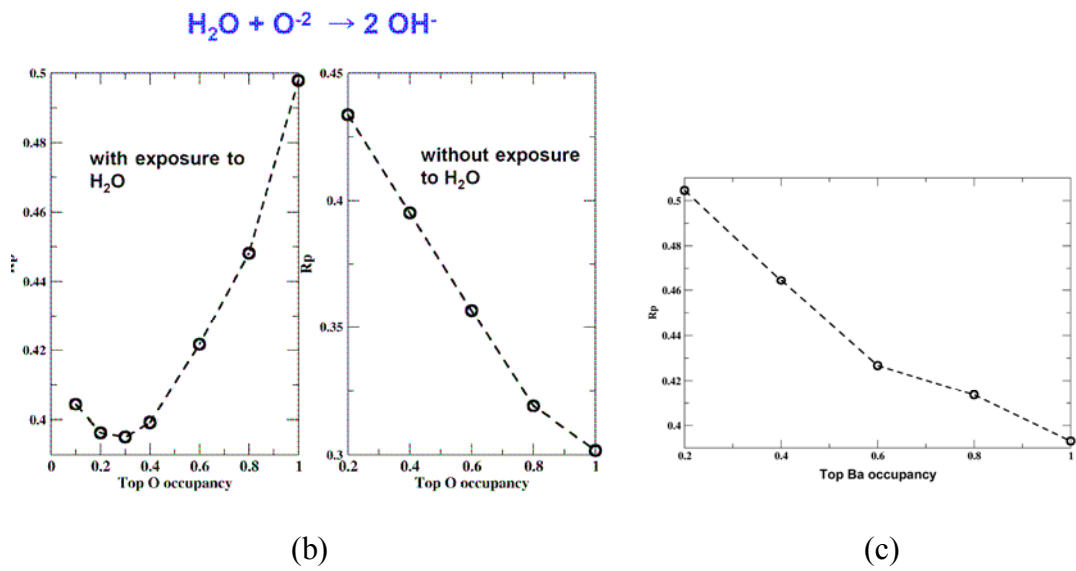 H₂O + O⁻² → 2 OH⁻
0.5
0.48
0.46
0.44
0.42
0.4
Rp
with exposure to
H₂O
0
0.2
0.4
0.6
0.8
1
Top O occupancy
0.45
0.4
0.35
0.3
Rp
without exposure
to H₂O
0.2
0.4
0.6
0.8
1
Top O occupancy
(b)
0.5
0.48
0.46
0.44
0.42
0.4
Rp
0.2
0.4
0.6
0.8
1
Top Ba occupancy
(c)